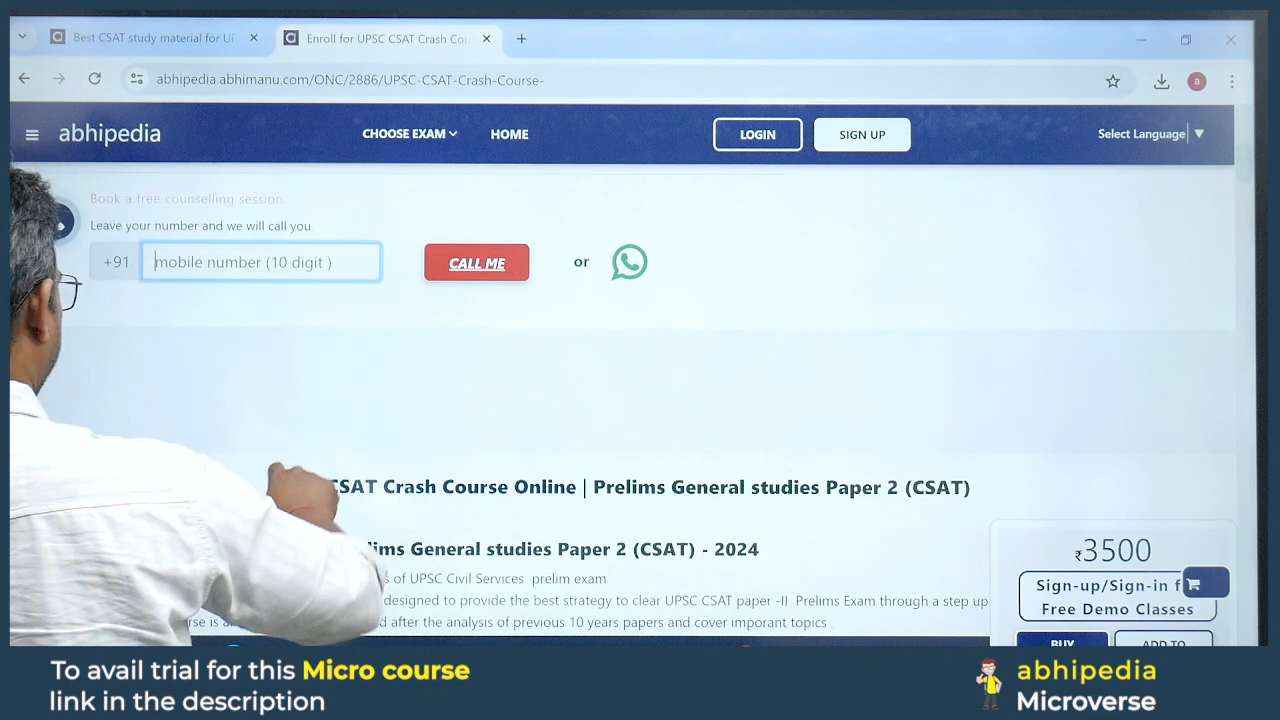 Best CSAT study material for UP
Enroll for UPSC CSAT Crash Cou
abhipedia.abhimanu.com/ONC/2886/UPSC-CSAT-Crash-Course-
a
abhipedia
CHOOSE EXAM
HOME
LOGIN
SIGN UP
Select Language
Book a free counselling session.
Leave your number and we will call you
+91
mobile number (10 digit )
CALL ME
or
CSAT Crash Course Online | Prelims General studies Paper 2 (CSAT)
lims General studies Paper 2 (CSAT) - 2024
s of UPSC Civil Services prelim exam.
designed to provide the best strategy to clear UPSC CSAT paper -II Prelims Exam through a step up
after the analysis of previous 10 years papers and cover imporant topics .
₹3500
Sign-up/Sign-in f
Free Demo Classes
BUY
ADD TO
To avail trial for this Micro course
link in the description
abhipedia
Microverse